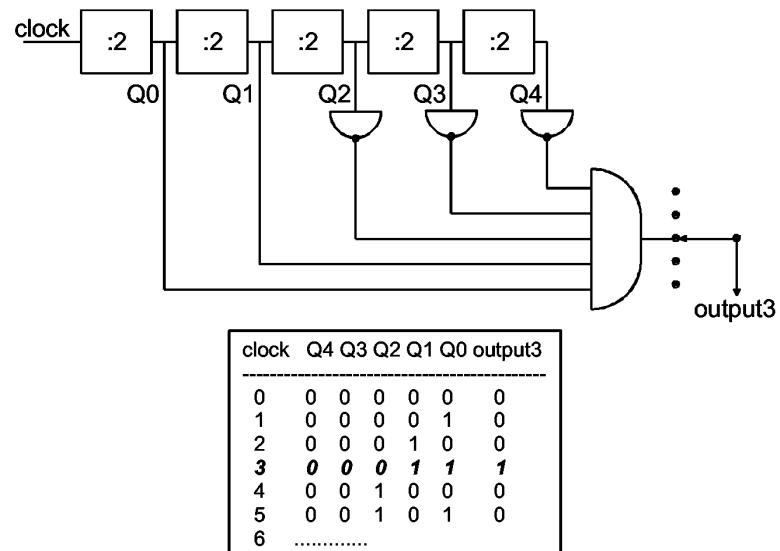 clock
:2 :2 :2 :2 :2
Q0 Q1 Q2 Q3 Q4
output3
clock Q4 Q3 Q2 Q1 Q0 output3
--------------------------------------------------
0 0 0 0 0 0 0
1 0 0 0 0 1 0
2 0 0 0 1 0 0
3 0 0 0 1 1 1
4 0 0 1 0 0 0
5 0 0 1 0 1 0
6 .............